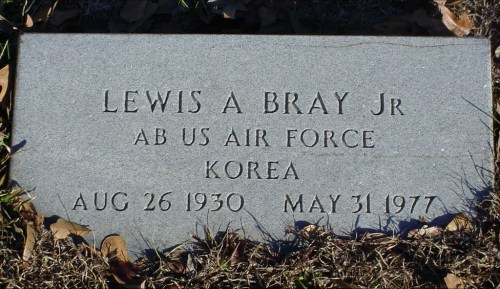 LEWIS A BRAY JR
AB US AIR FORCE
KOREA
AUG 26 1930 MAY 31 1977